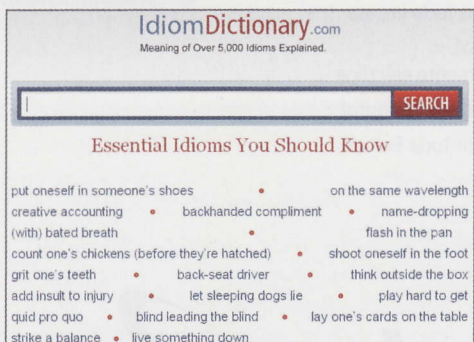 IdiomDictionary.com
Meaning of Over 5,000 Idioms Explained.
SEARCH
Essential Idioms You Should Know
put oneself in someone's shoes • on the same wavelength
creative accounting • backhanded compliment • name-dropping
(with) bated breath • flash in the pan
count one's chickens (before they're hatched) • shoot oneself in the foot
grit one's teeth • back-seat driver • think outside the box
add insult to injury • let sleeping dogs lie • play hard to get
quid pro quo • blind leading the blind • lay one's cards on the table
strike a balance • live something down